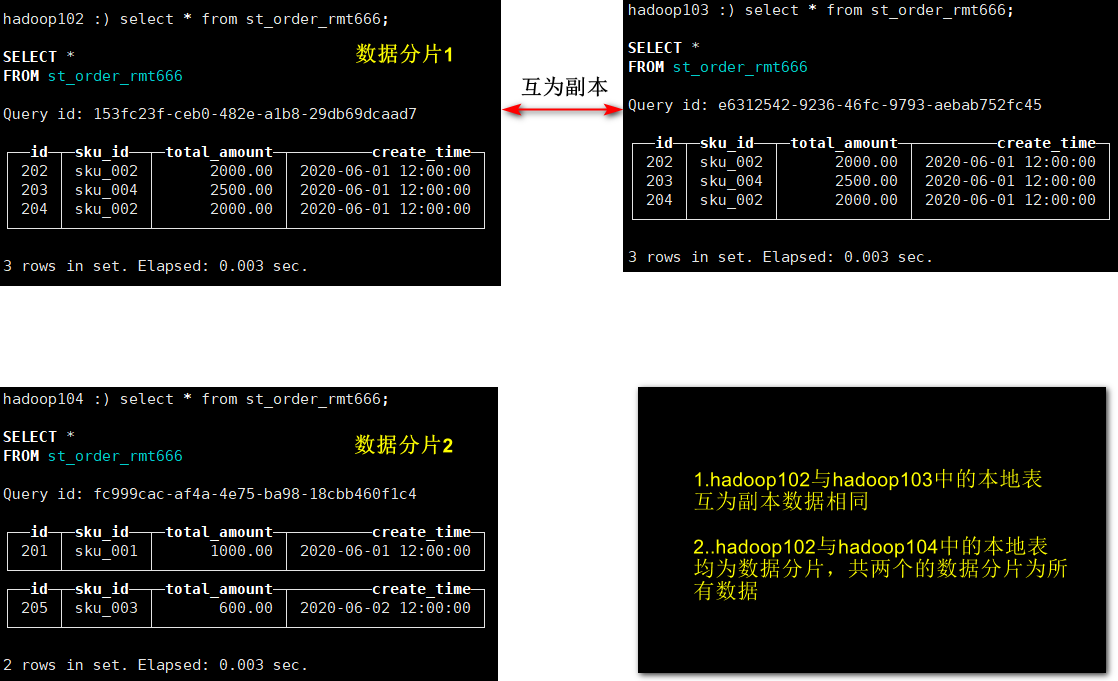 hadoop102 :) select * from st_order_rmt666;
SELECT *
FROM st_order_rmt666
数据分片1
Query id: 153fc23f-ceb0-482e-a1b8-29db69dcaad7
id sku_id total_amount create_time
202 sku_002 2000.00 2020-06-01 12:00:00
203 sku_004 2500.00 2020-06-01 12:00:00
204 sku_002 2000.00 2020-06-01 12:00:00
3 rows in set. Elapsed: 0.003 sec.
互为副本
hadoop103 :) select * from st_order_rmt666;
SELECT *
FROM st_order_rmt666
Query id: e6312542-9236-46fc-9793-aebab752fc45
id sku_id total_amount create_time
202 sku_002 2000.00 2020-06-01 12:00:00
203 sku_004 2500.00 2020-06-01 12:00:00
204 sku_002 2000.00 2020-06-01 12:00:00
3 rows in set. Elapsed: 0.003 sec.
hadoop104 :) select * from st_order_rmt666;
SELECT *
FROM st_order_rmt666
数据分片2
Query id: fc999cac-af4a-4e75-ba98-18cbb460f1c4
id sku_id total_amount create_time
201 sku_001 1000.00 2020-06-01 12:00:00
id sku_id total_amount create_time
205 sku_003 600.00 2020-06-02 12:00:00
2 rows in set. Elapsed: 0.003 sec.
1.hadoop102与hadoop103中的本地表
互为副本数据相同
2..hadoop102与hadoop104中的本地表
均为数据分片，共两个的数据分片为所
有数据